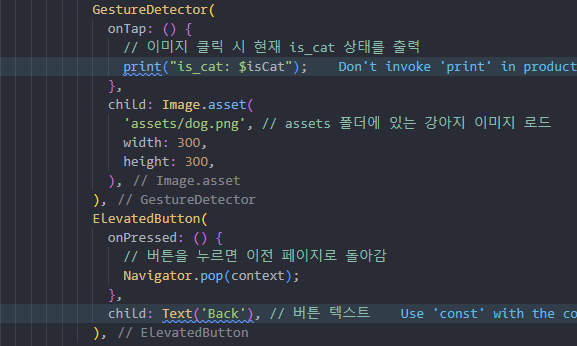 GestureDetector(
onTap: () {
// 이미지 클릭 시 현재 is_cat 상태를 출력
print("is_cat: $isCat"); Don't invoke 'print' in product
},
child: Image.asset(
'assets/dog.png', // assets 폴더에 있는 강아지 이미지 로드
width: 300,
height: 300,
), // Image.asset
), // GestureDetector
ElevatedButton(
onPressed: () {
// 버튼을 누르면 이전 페이지로 돌아감
Navigator.pop(context);
},
child: Text('Back'), // 버튼 텍스트 Use 'const' with the co
), // ElevatedButton